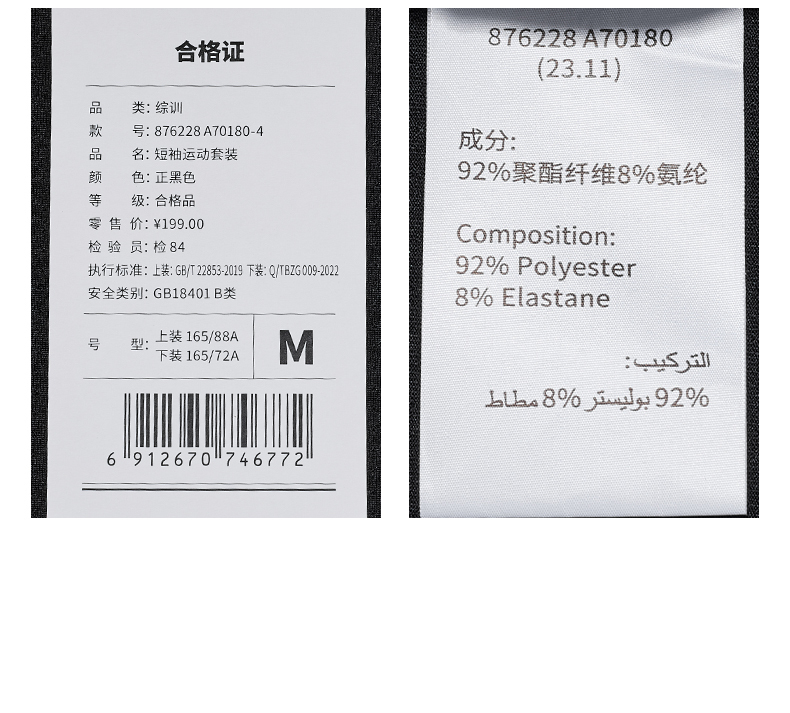 合格证
品 类: 综训
款 号: 876228 A70180-4
品 名: 短袖运动套装
颜 色: 正黑色
等 级: 合格品
零 售 价: ¥199.00
检 验 员: 检 84
执行标准: 上装: GB/T 22853-2019 下装: Q/TBZG 009-2022
安全类别: GB18401 B类
号 型: 上装 165/88A
下装 165/72A
M
6 912670 746772
876228 A70180
(23.11)
成分:
92%聚酯纤维8%氨纶
Composition:
92% Polyester
8% Elastane
التركيب:
92% بوليستر 8% مطاط